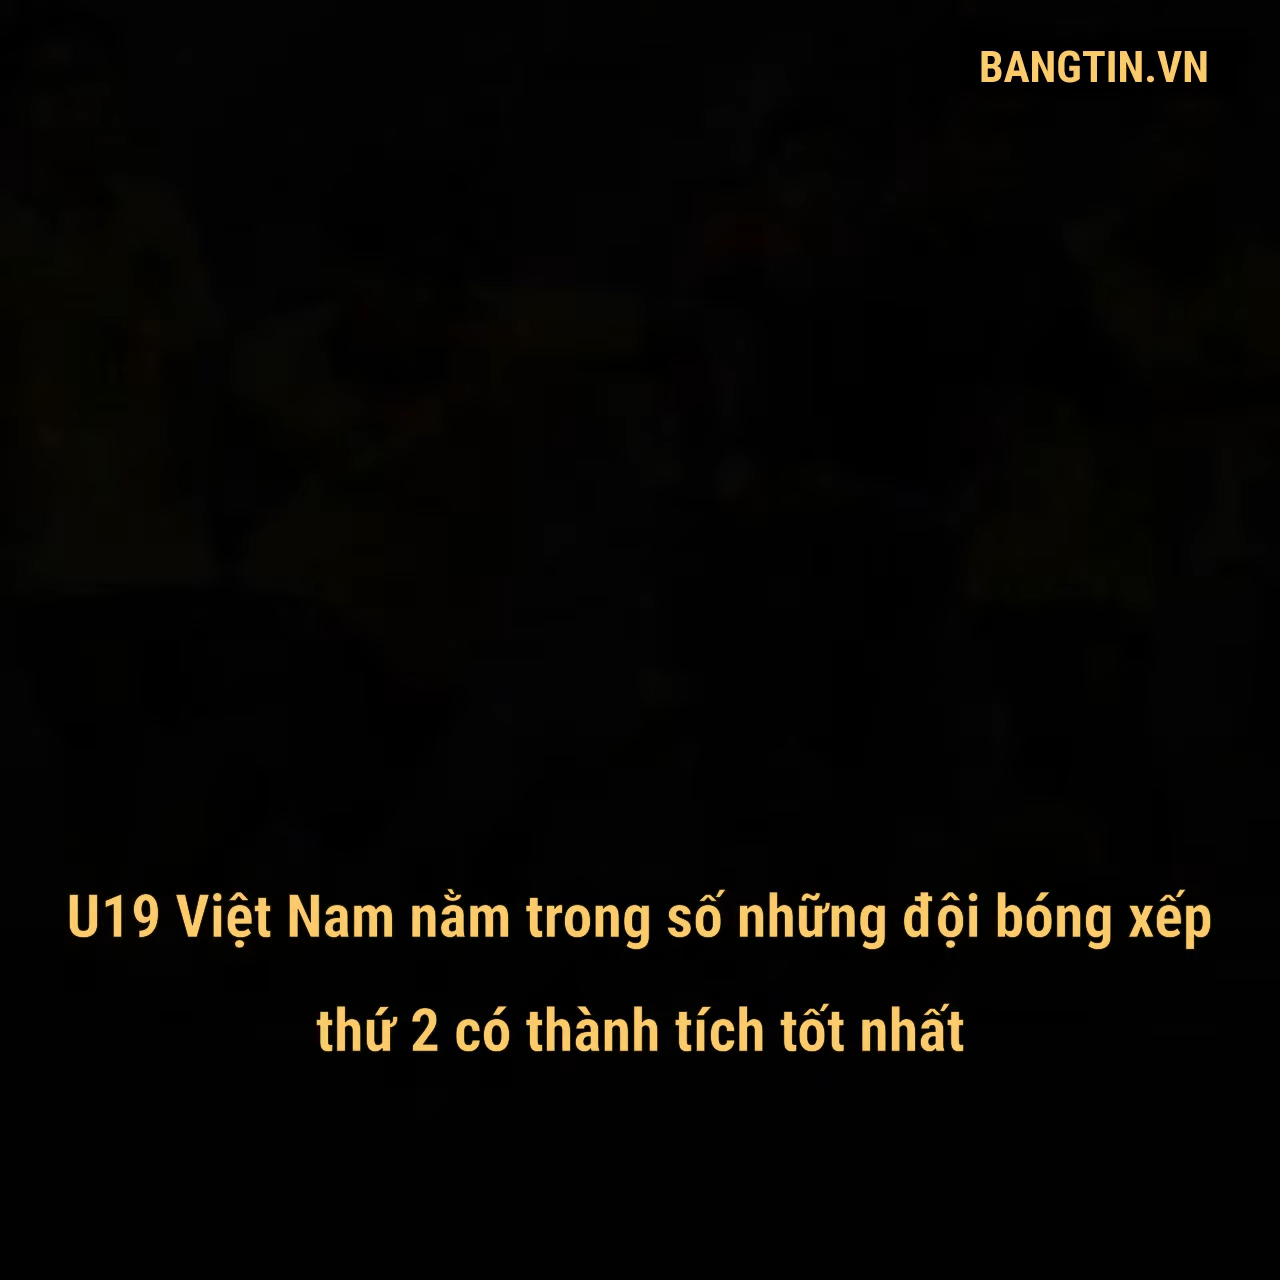 BANGTIN.VN
U19 Việt Nam nằm trong số những đội bóng xếp
thứ 2 có thành tích tốt nhất